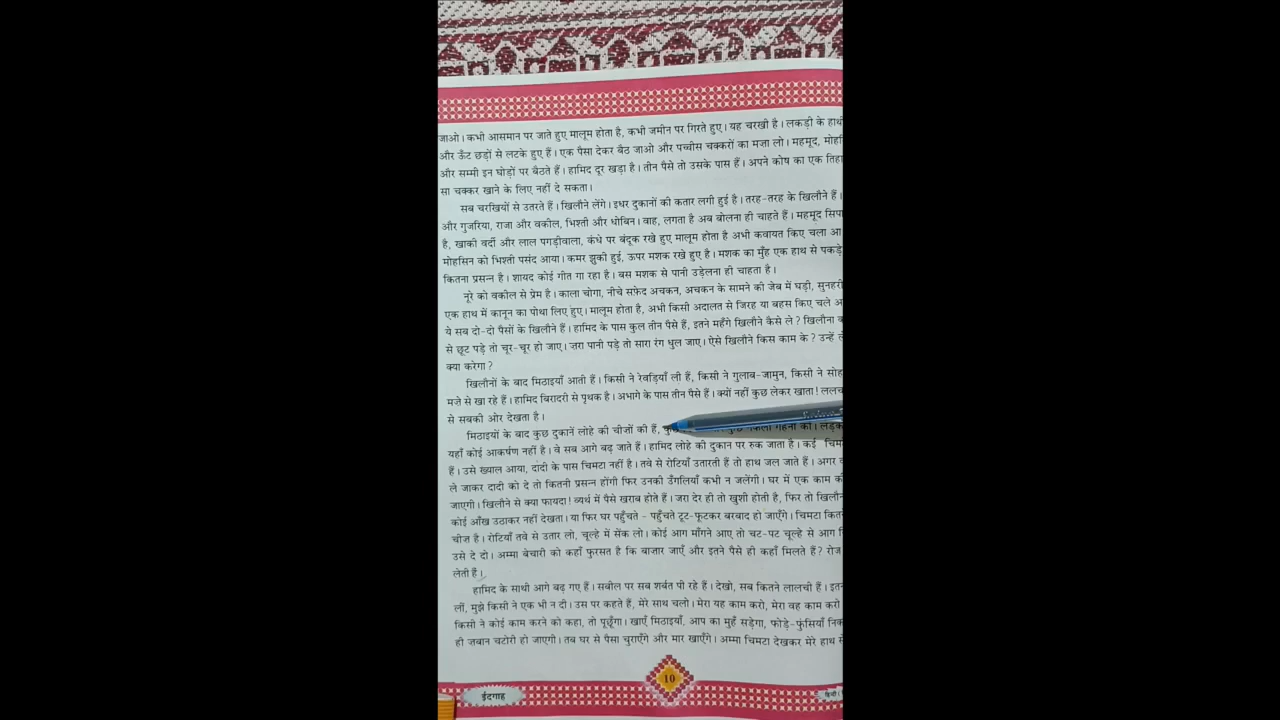 जाओ। कभी आसमान पर जाते हुए मालूम होता है, कभी जमीन पर गिरते हुए। यह चरखी है। लकड़ी के हाथी
और ऊँट छड़ों से लटके हुए हैं। एक पैसा देकर बैठ जाओ और पच्चीस चक्करों का मज़ा लो। महमूद, मोहसि
और सम्मी इन घोड़ों पर बैठते हैं। हामिद दूर खड़ा है। तीन पैसे तो उसके पास हैं। अपने कोष का एक तिहा
सा चक्कर खाने के लिए नहीं दे सकता।
सब चरखियों से उतरते हैं। खिलौने लेंगे। इधर दुकानों की कतार लगी हुई है। तरह-तरह के खिलौने हैं।
और गुजरिया, राजा और वकील, भिश्ती और धोबिन। वाह, लगता है अब बोलना ही चाहते हैं। महमूद सिपा
है, खाकी वर्दी और लाल पगड़ीवाला, कंधे पर बंदूक रखे हुए मालूम होता है अभी कवायत किए चला आ
मोहसिन को भिश्ती पसंद आया। कमर झुकी हुई, ऊपर मशक रखे हुए है। मशक का मुँह एक हाथ से पकड़े
कितना प्रसन्न है। शायद कोई गीत गा रहा है। बस मशक से पानी उड़ेलना ही चाहता है।
नूरे को वकील से प्रेम है। काला चोगा, नीचे सफ़ेद अचकन, अचकन के सामने की जेब में घड़ी, सुनहरी
एक हाथ में कानून का पोथा लिए हुए। मालूम होता है, अभी किसी अदालत से जिरह या बहस किए चले आ
ये सब दो-दो पैसों के खिलौने हैं। हामिद के पास कुल तीन पैसे हैं, इतने महँगे खिलौने कैसे ले? खिलौना
से छूट पड़े तो चूर-चूर हो जाए। ज़रा पानी पड़े तो सारा रंग धुल जाए। ऐसे खिलौने किस काम के? उन्हें
क्या करेगा?
खिलौनों के बाद मिठाइयाँ आती हैं। किसी ने रेवड़ियाँ ली हैं, किसी ने गुलाब-जामुन, किसी ने सोह
मज़े से खा रहे हैं। हामिद बिरादरी से पृथक है। अभागे के पास तीन पैसे हैं। क्यों नहीं कुछ लेकर खाता! ललच
से सबकी ओर देखता है।
मिठाइयों के बाद कुछ दुकानें लोहे की चीजों की हैं, गहनों की। लड़क
यहाँ कोई आकर्षण नहीं है। वे सब आगे बढ़ जाते हैं। हामिद लोहे की दुकान पर रुक जाता है। कई चिम
हैं। उसे ख्याल आया, दादी के पास चिमटा नहीं है। तवे से रोटियाँ उतारती हैं तो हाथ जल जाते हैं। अगर
ले जाकर दादी को दे तो कितनी प्रसन्न होंगी फिर उनकी उँगलियाँ कभी न जलेंगी। घर में एक काम की
जाएगी। खिलौने से क्या फायदा! व्यर्थ में पैसे खराब होते हैं। जरा देर ही तो खुशी होती है, फिर तो खिलौन
कोई आँख उठाकर नहीं देखता। या फिर घर पहुँचते - पहुँचते टूट-फूटकर बरबाद हो जाएँगे। चिमटा कित
चीज है। रोटियाँ तवे से उतार लो, चूल्हे में सेंक लो। कोई आग माँगने आए तो चट-पट चूल्हे से आग
उसे दे दो। अम्मा बेचारी को कहाँ फुरसत है कि बाजार जाएँ और इतने पैसे ही कहाँ मिलते हैं? रोज
लेती हैं।
हामिद के साथी आगे बढ़ गए हैं। सबील पर सब शर्बत पी रहे हैं। देखो, सब कितने लालची हैं। इत
लीं, मुझे किसी ने एक भी न दी। उस पर कहते हैं, मेरे साथ चलो। मेरा यह काम करो, मेरा वह काम करो
किसी ने कोई काम करने को कहा, तो पूछूँगा। खाएँ मिठाइयाँ, आप का मुहँ सड़ेगा, फोड़े-फुंसियाँ निक
ही ज़बान चटोरी हो जाएगी। तब घर से पैसा चुराएँगे और मार खाएँगे। अम्मा चिमटा देखकर मेरे हाथ से
10
ईदगाह
हिन्दी